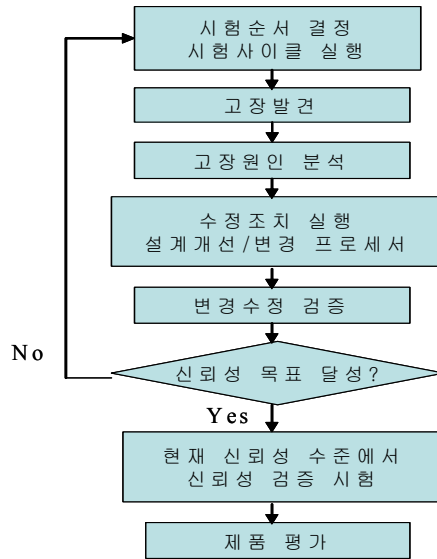 시험순서 결정
시험사이클 실행
고장발견
고장원인 분석
수정조치 실행
설계개선/변경 프로세서
변경수정 검증
No
신뢰성 목표 달성?
Yes
현재 신뢰성 수준에서
신뢰성 검증 시험
제품 평가